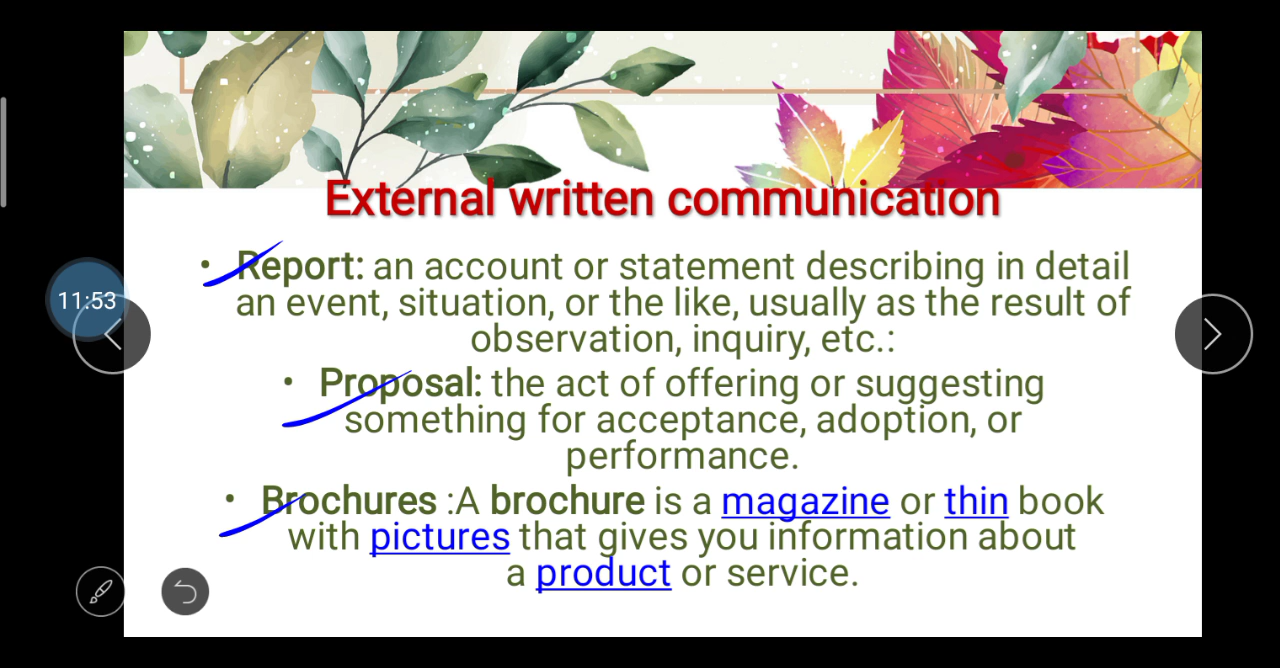 External written communication
• Report: an account or statement describing in detail
an event, situation, or the like, usually as the result of
observation, inquiry, etc.:
11:53
• Proposal: the act of offering or suggesting
something for acceptance, adoption, or
performance.
• Brochures :A brochure is a magazine or thin book
with pictures that gives you information about
a product or service.